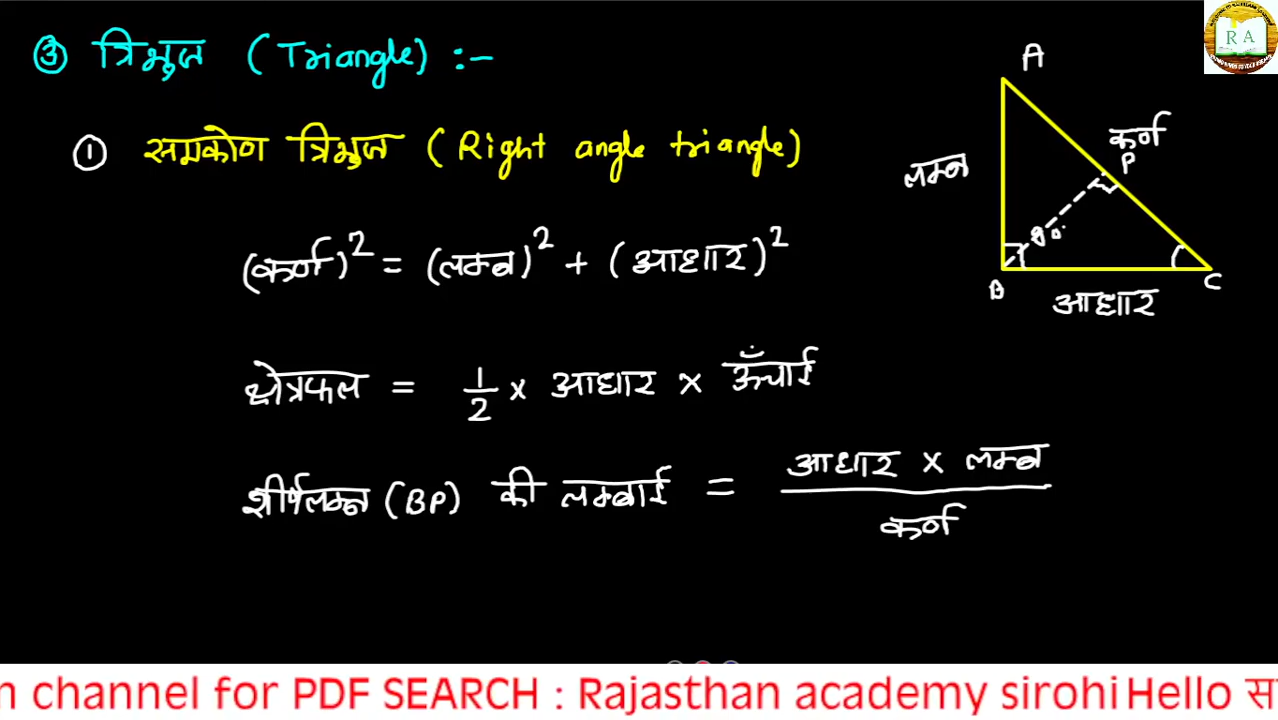 ③ त्रिभुज (Triangle) :-
① समकोण त्रिभुज (Right angle triangle)
(कर्ण)² = (लम्ब)² + (आधार)²
क्षेत्रफल = 1/2 × आधार × ऊँचाई
शीर्षलम्ब (BP) की लम्बाई = आधार × लम्ब / कर्ण
A
कर्ण
P
लम्ब
90°
B
C
आधार
R A
n channel for PDF SEARCH : Rajasthan academy sirohi Hello